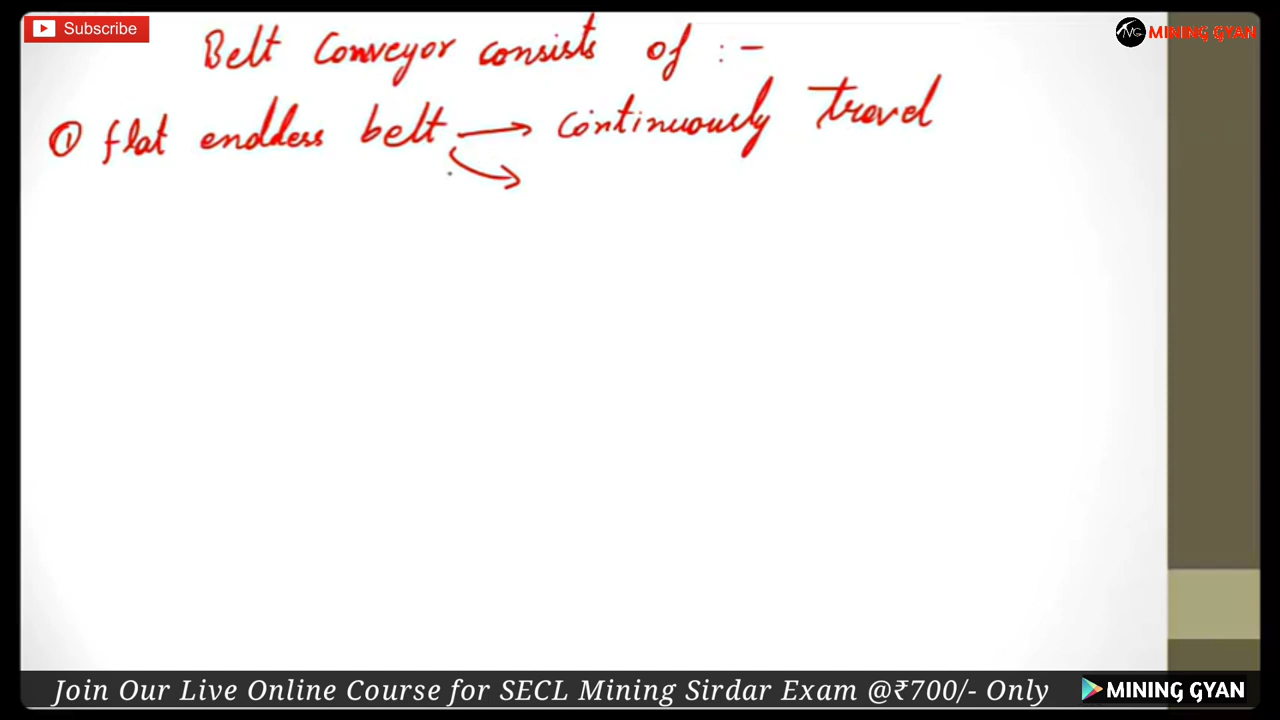 Subscribe
MINING GYAN
Belt Conveyor consists of :-
① flat enddess belt → continuously travel
Join Our Live Online Course for SECL Mining Sirdar Exam @₹700/- Only
MINING GYAN